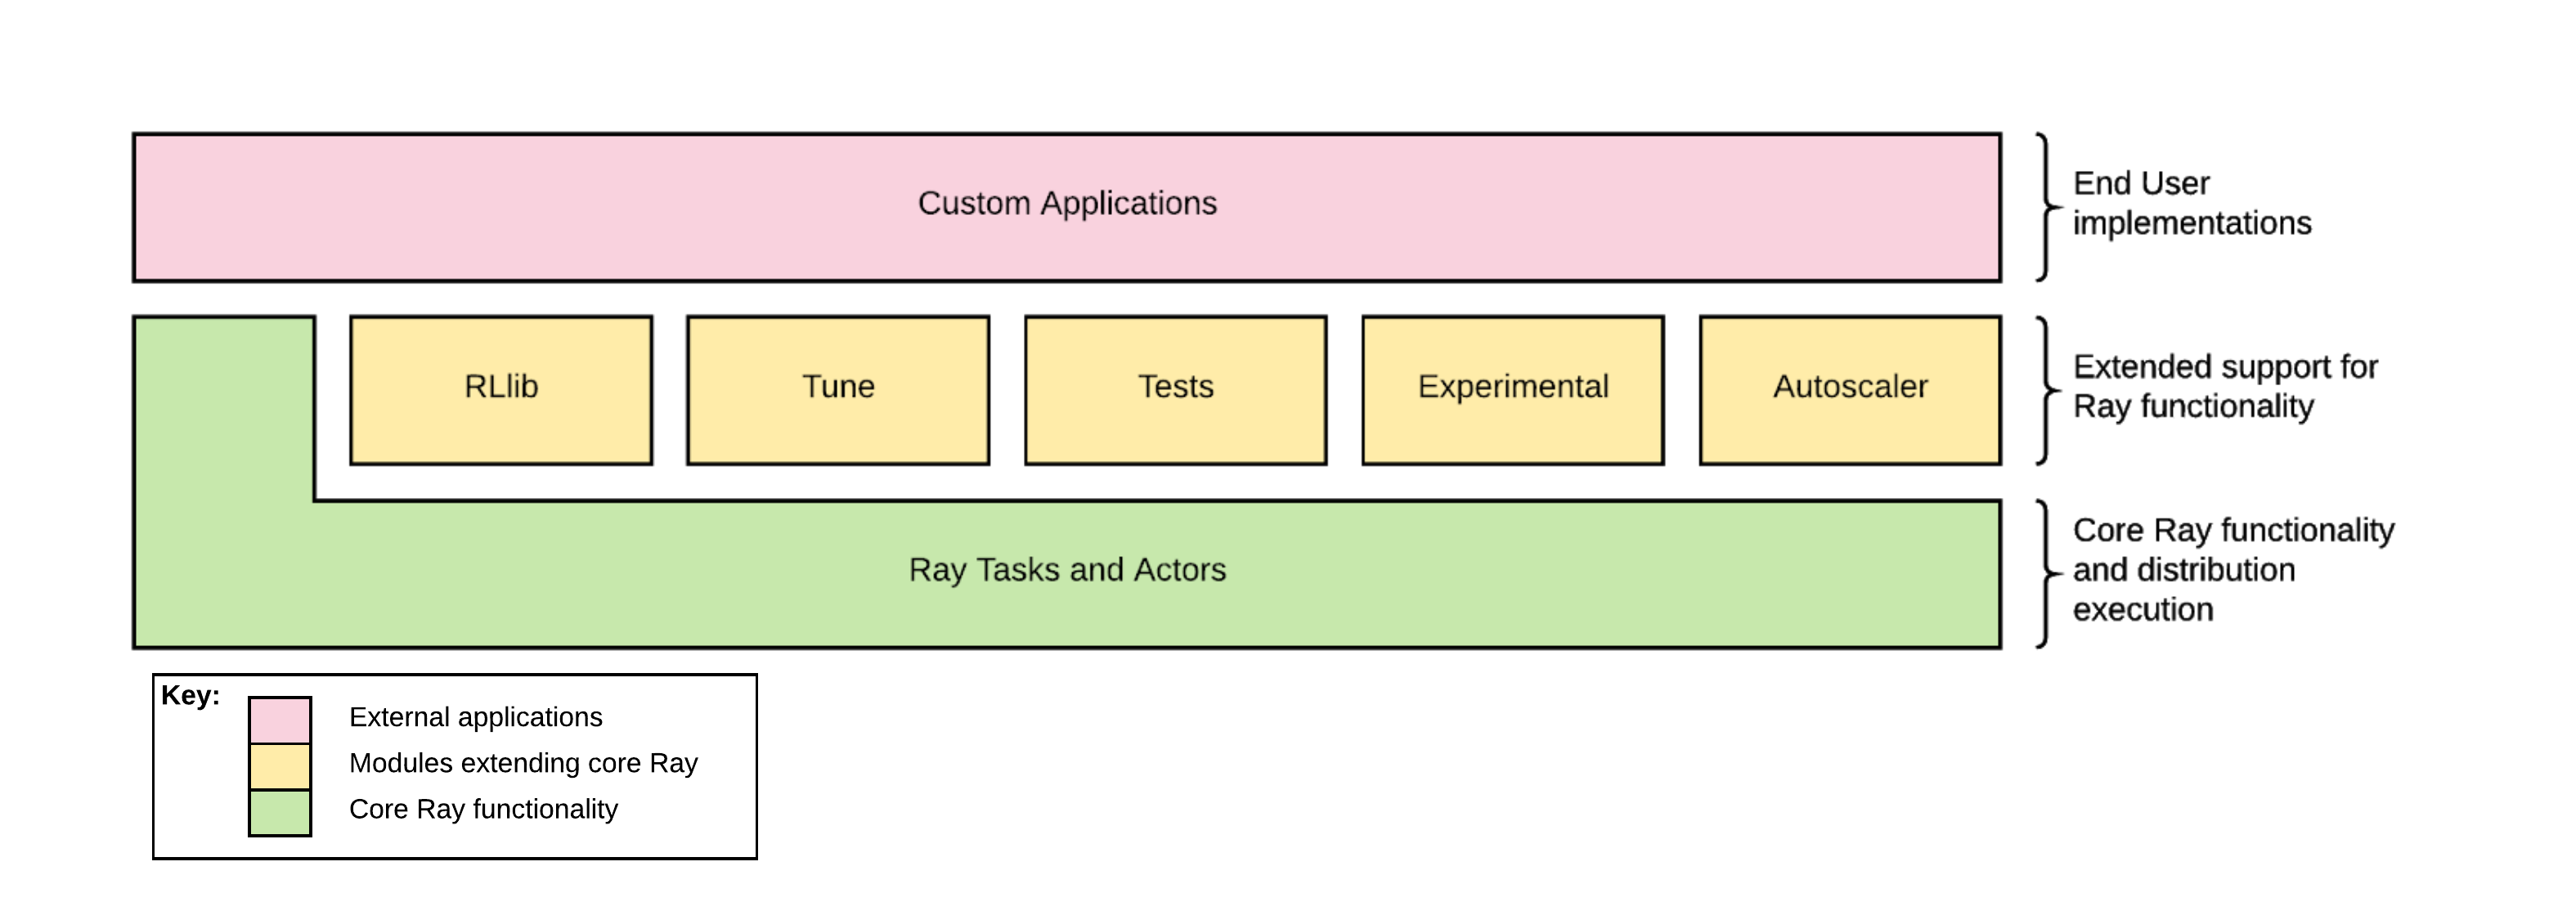 Custom Applications
End User
implementations
RLlib
Tune
Tests
Experimental
Autoscaler
Extended support for
Ray functionality
Ray Tasks and Actors
Core Ray functionality
and distribution
execution
Key:
External applications
Modules extending core Ray
Core Ray functionality